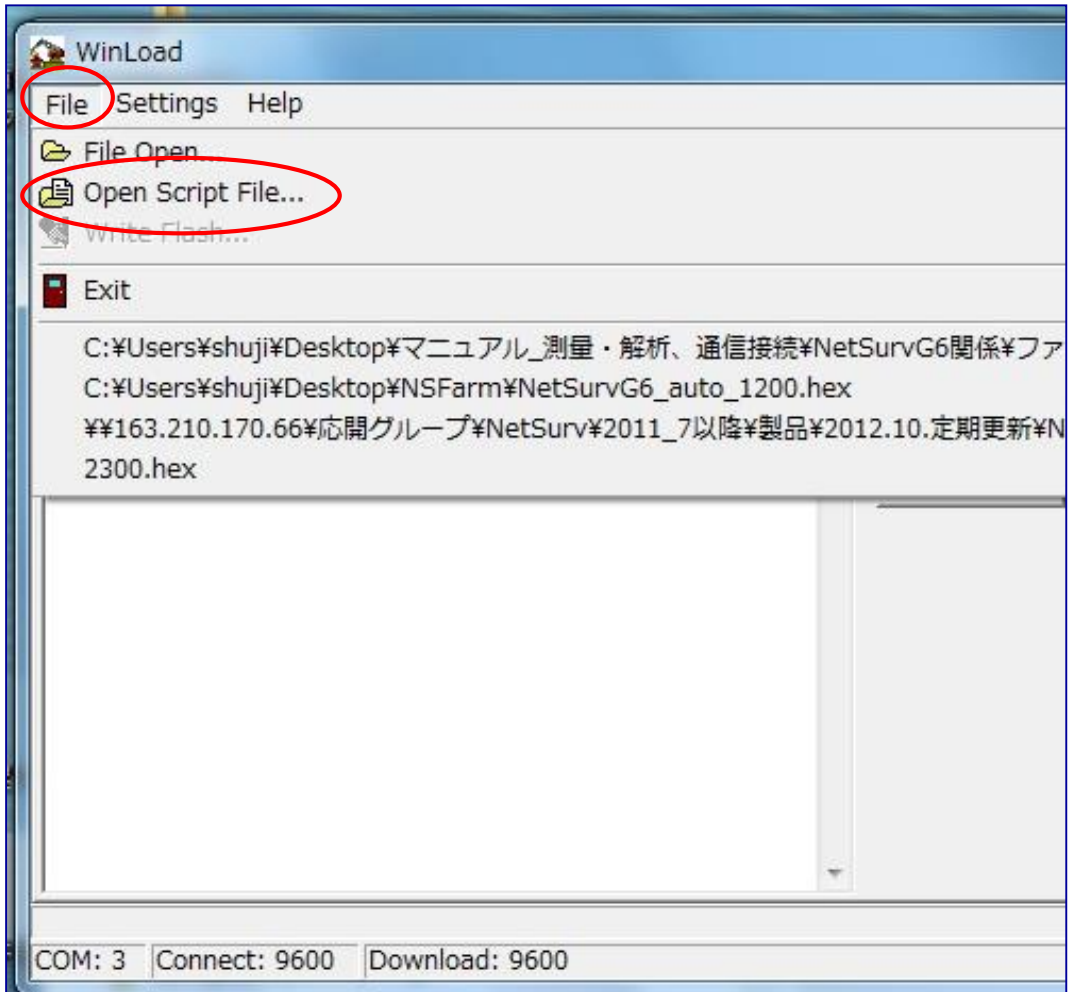 WinLoad
File Settings Help
File Open...
Open Script File...
Write Flash...
Exit
C:¥Users¥shuji¥Desktop¥マニュアル_測量・解析、通信接続¥NetSurvG6関係¥ファ
C:¥Users¥shuji¥Desktop¥NSFarm¥NetSurvG6_auto_1200.hex
¥¥163.210.170.66¥応開グループ¥NetSurv¥2011_7以降¥製品¥2012.10.定期更新¥N
2300.hex
COM: 3 Connect: 9600 Download: 9600